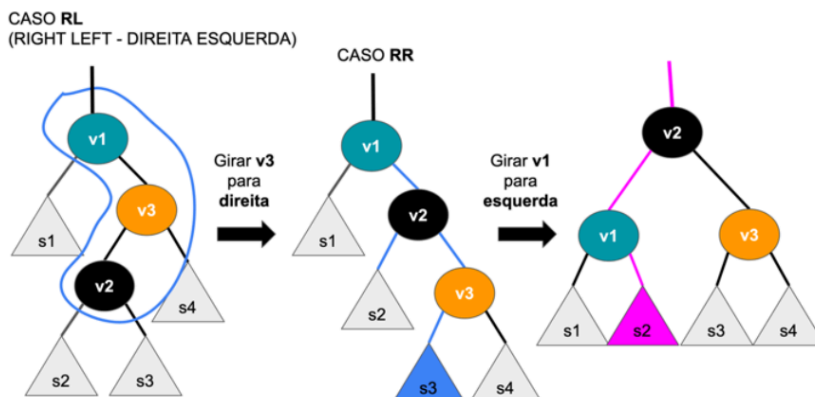 CASO RL
(RIGHT LEFT - DIREITA ESQUERDA)
v1
v3
s1
v2
s4
s2
s3
Girar v3
para
direita
CASO RR
v1
s1
v2
s2
v3
s3
s4
Girar v1
para
esquerda
v2
v1
v3
s1
s2
s3
s4